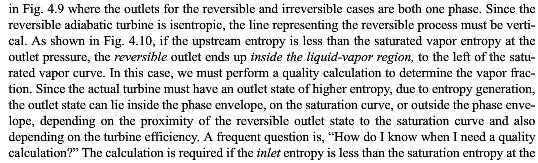 in Fig. 4.9 where the outlets for the reversible and irreversible cases are both one phase. Since the
reversible adiabatic turbine is isentropic, the line representing the reversible process must be verti-
cal. As shown in Fig. 4.10, if the upstream entropy is less than the saturated vapor entropy at the
outlet pressure, the reversible outlet ends up inside the liquid-vapor region, to the left of the satu-
rated vapor curve. In this case, we must perform a quality calculation to determine the vapor frac-
tion. Since the actual turbine must have an outlet state of higher entropy, due to entropy generation,
the outlet state can lie inside the phase envelope, on the saturation curve, or outside the phase enve-
lope, depending on the proximity of the reversible outlet state to the saturation curve and also
depending on the turbine efficiency. A frequent question is, “How do I know when I need a quality
calculation?” The calculation is required if the inlet entropy is less than the saturation entropy at the